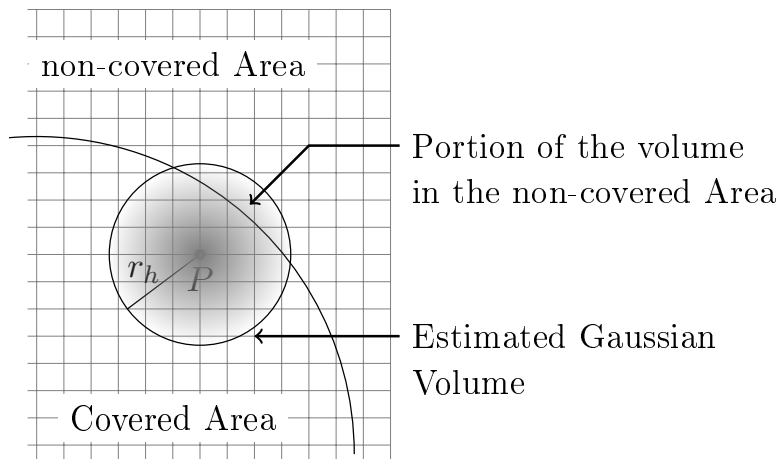 non-covered Area
Portion of the volume
in the non-covered Area
r_h
P
Estimated Gaussian
Volume
Covered Area